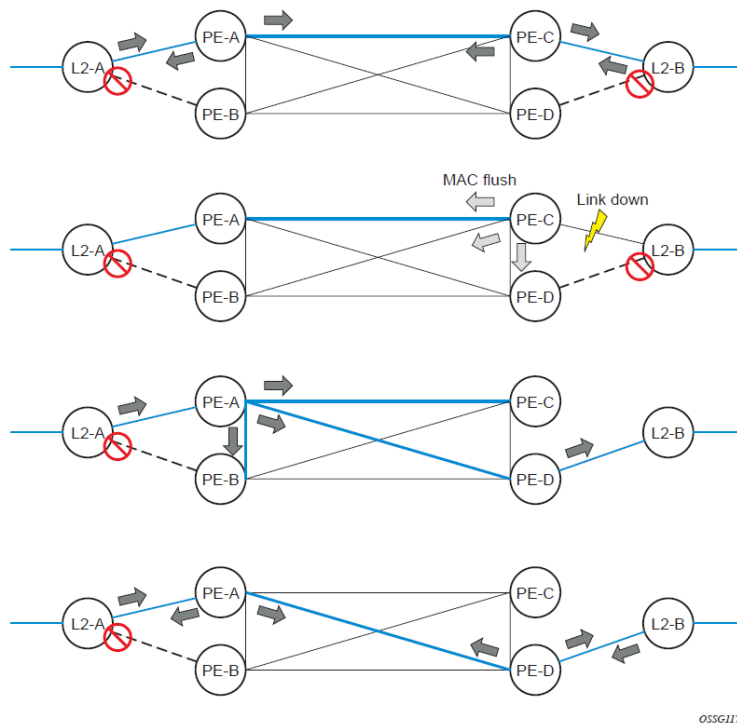 PE-A
PE-C
L2-A
L2-B
PE-B
PE-D
MAC flush
Link down
PE-A
PE-C
L2-A
L2-B
PE-B
PE-D
PE-A
PE-C
L2-A
L2-B
PE-B
PE-D
PE-A
PE-C
L2-A
L2-B
PE-B
PE-D